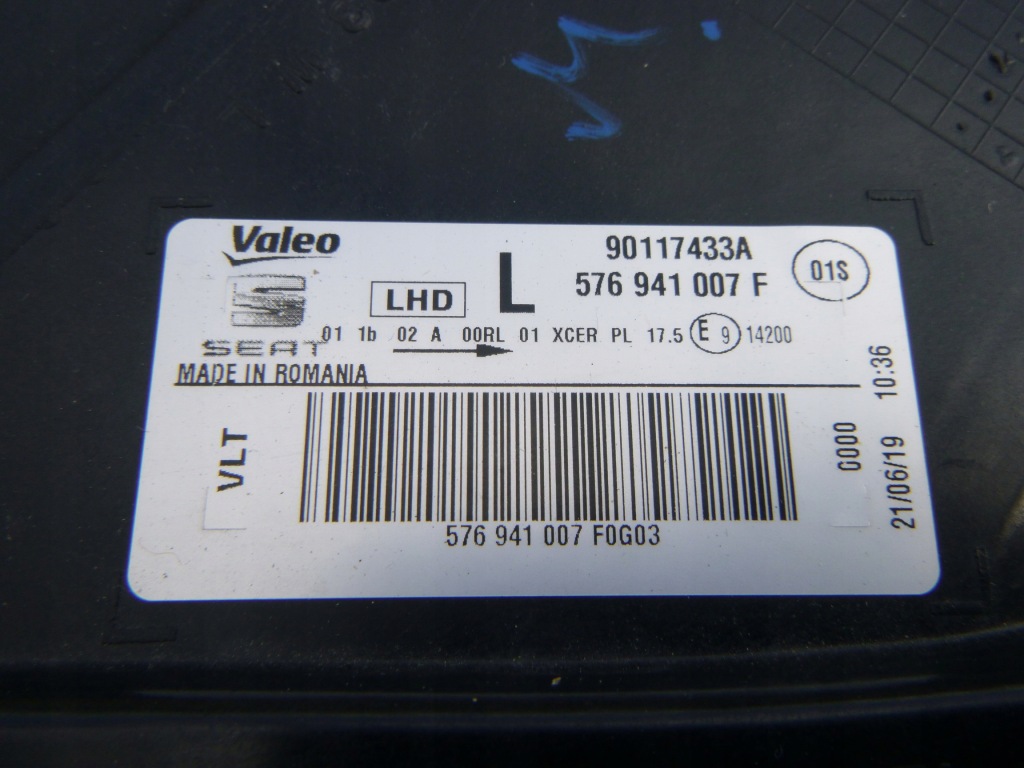 Valeo
L
90117433A
576 941 007 F
01S
LHD
SEAT
01 1b 02 A 00RL 01 XCER PL 17.5 E 9 14200
MADE IN ROMANIA
VLT
576 941 007 F0G03
0000
21/06/19 10:36